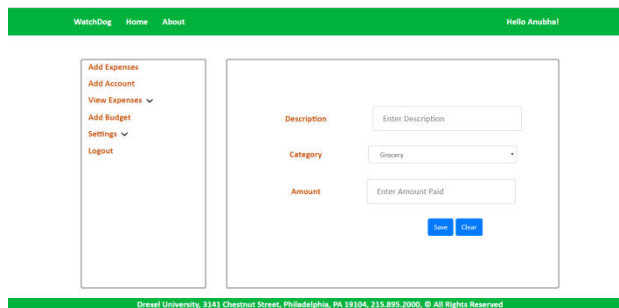 WatchDog Home About Hello Anubha!
Add Expenses
Add Account
View Expenses
Add Budget
Settings
Logout
Description Enter Description
Category Grocery
Amount Enter Amount Paid
Save Clear
Drexel University, 3141 Chestnut Street, Philadelphia, PA 19104, 215.895.2000, © All Rights Reserved